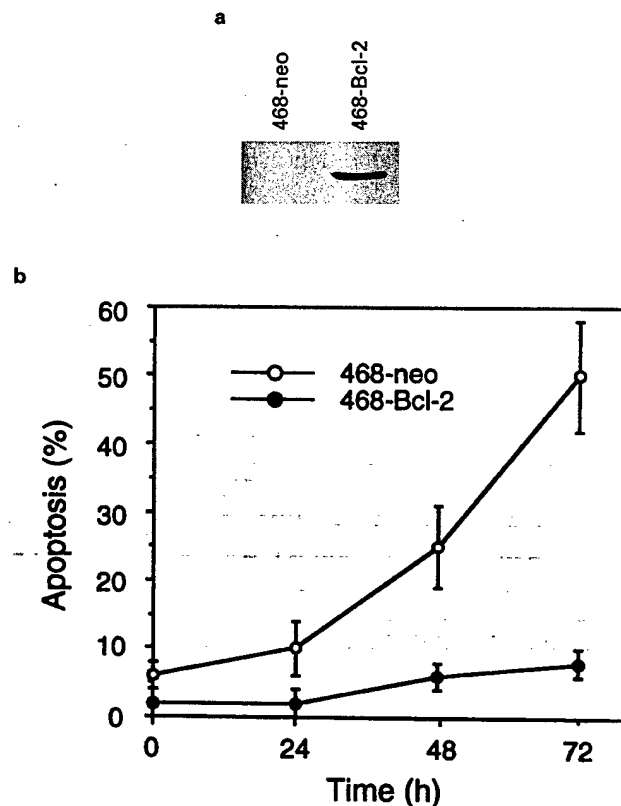 a
468-neo
468-Bcl-2
b
60
50
40
30
20
10
0
Apoptosis (%)
468-neo
468-Bcl-2
0 24 48 72
Time (h)